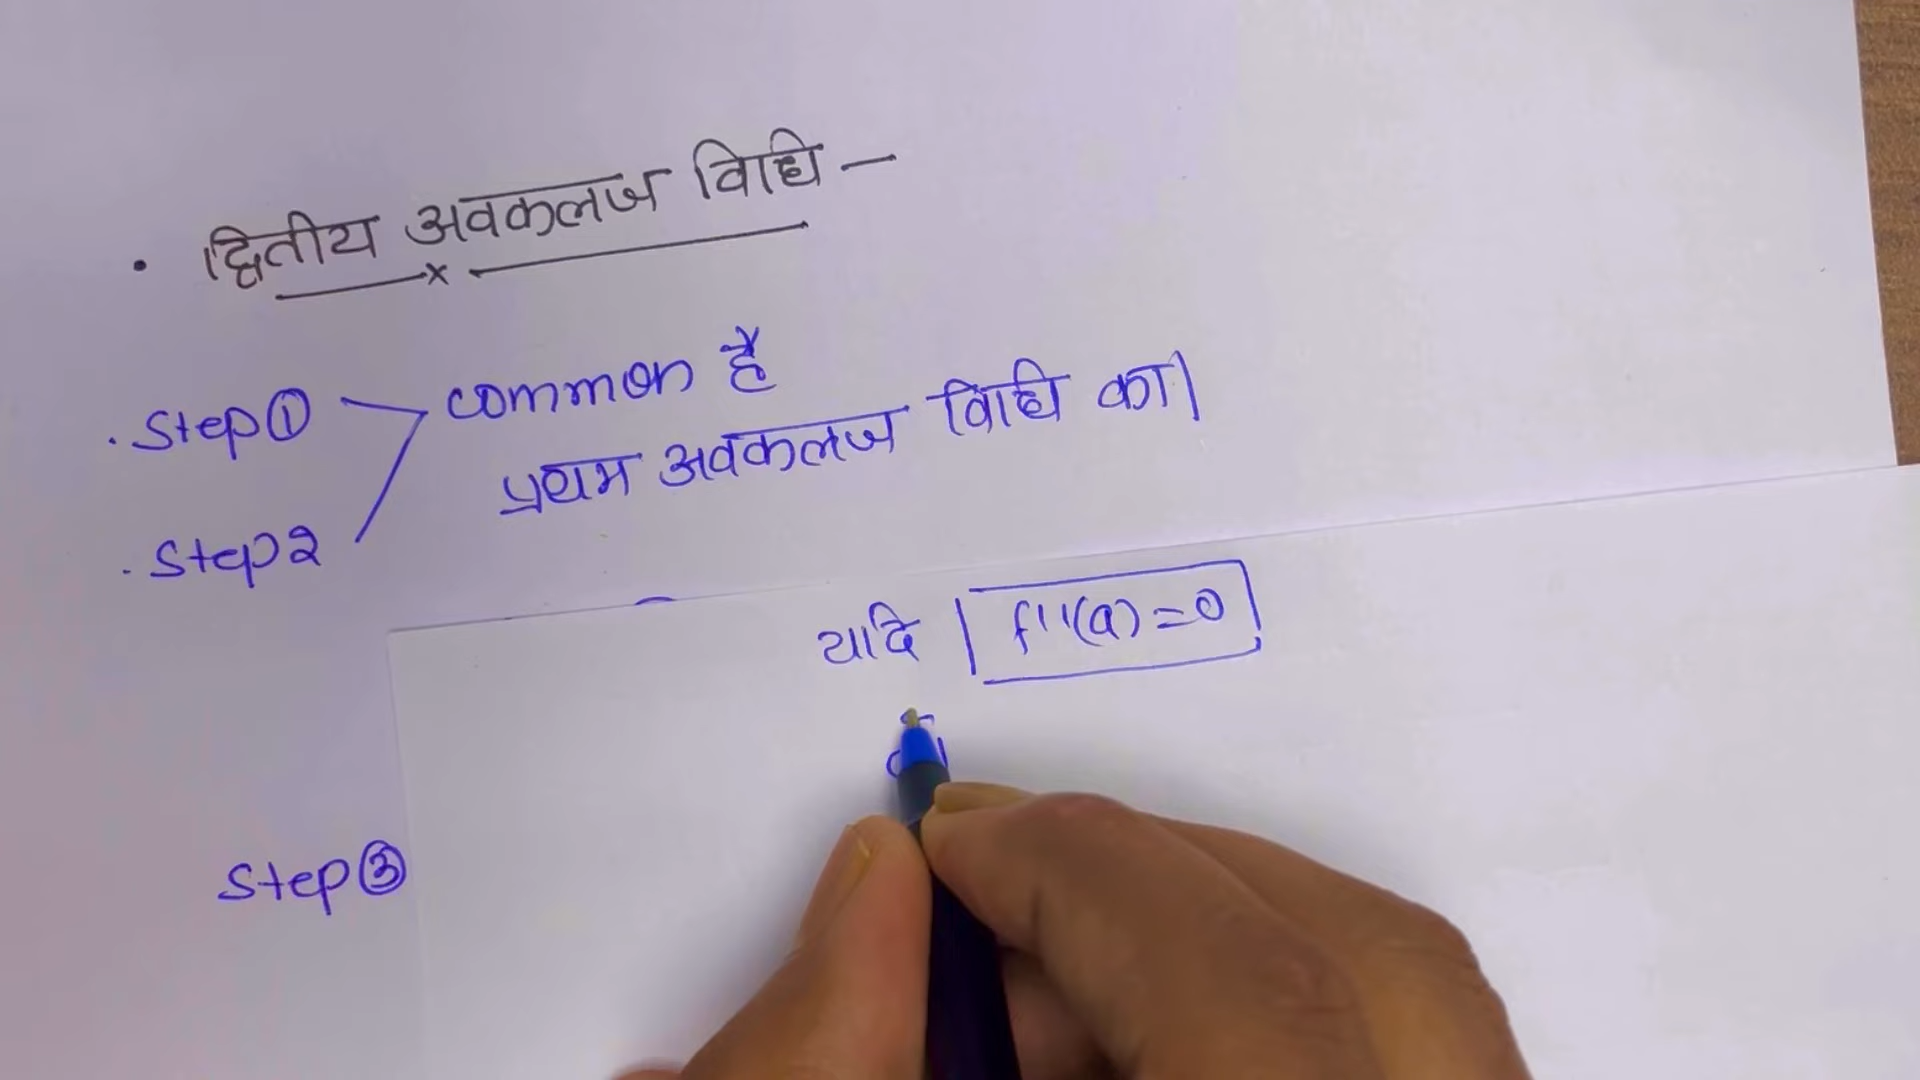 • द्वितीय अवकलज विधि —
. Step ① common है
प्रथम अवकलज विधि का|
. Step 2
यदि f''(a) = 0
Step ③